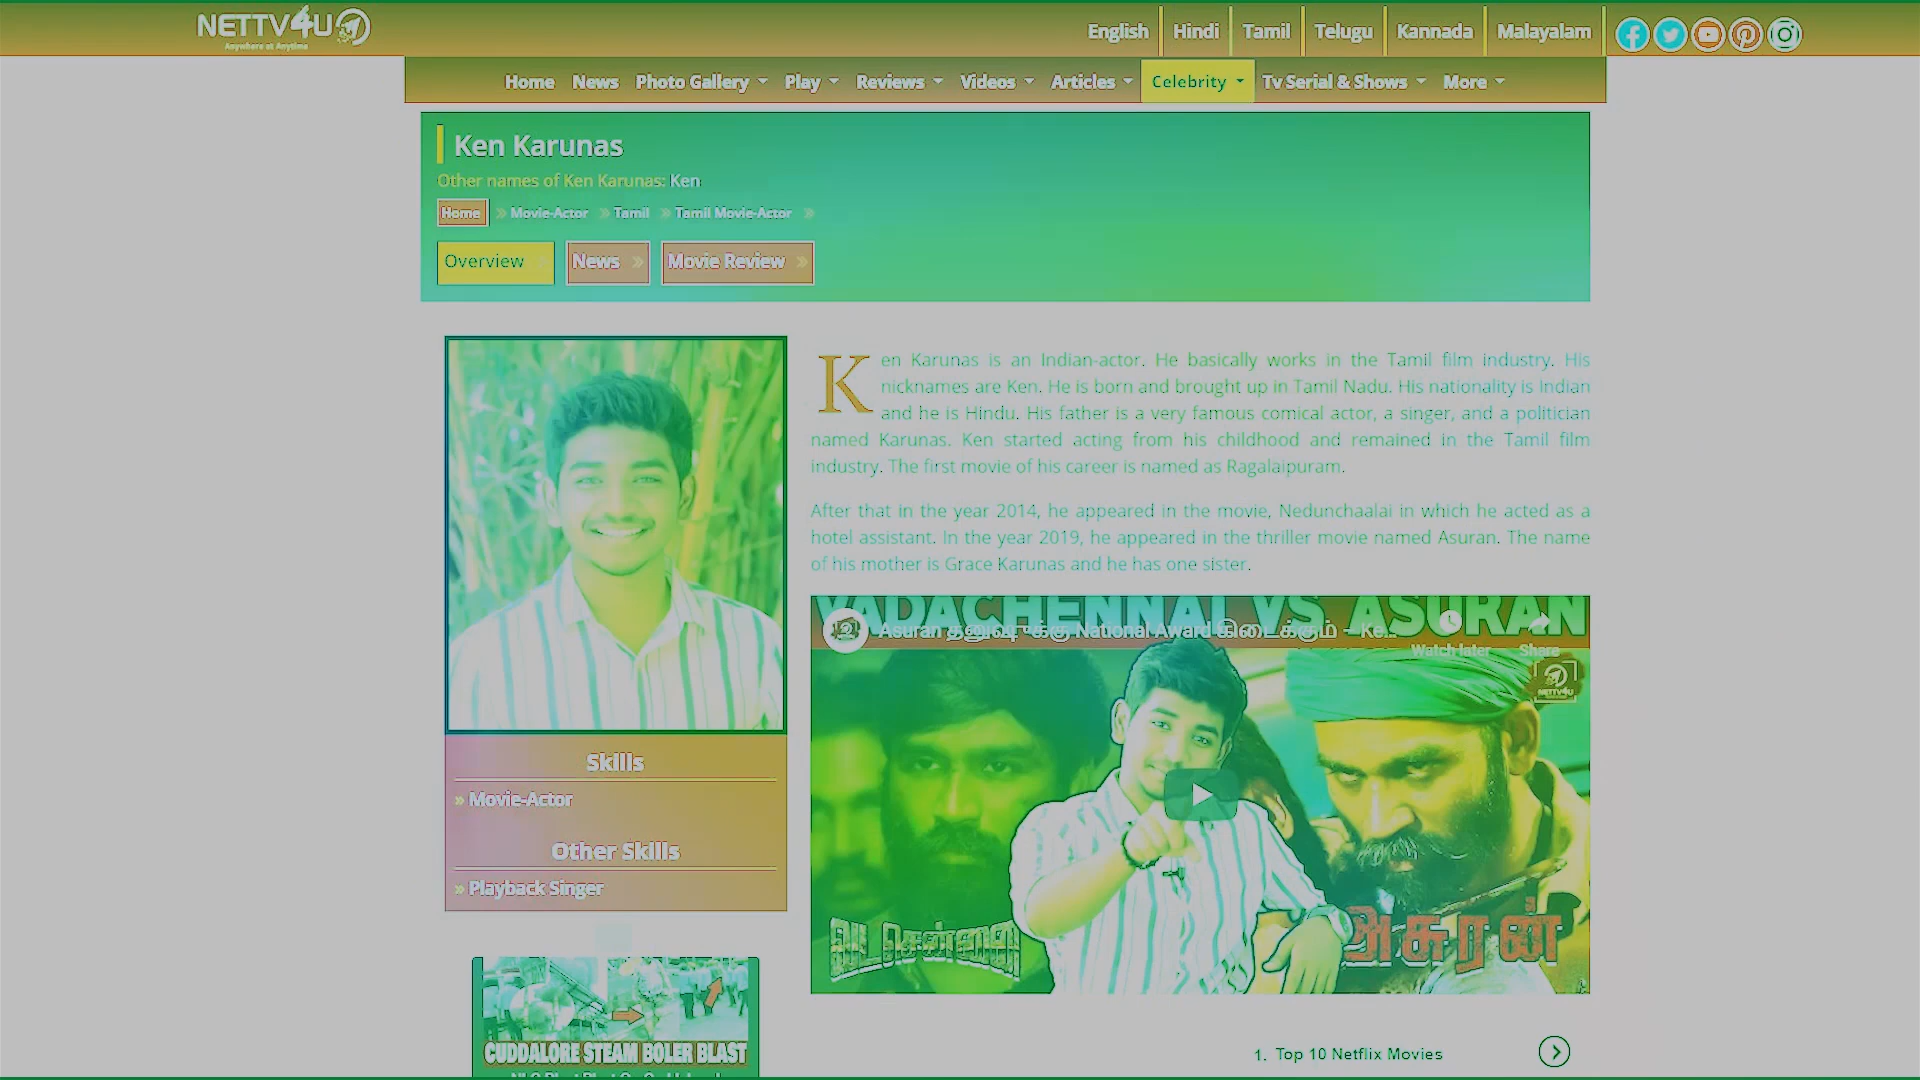 NETTV4U
Anywhere at Anytime
English Hindi Tamil Telugu Kannada Malayalam
Home News Photo Gallery Play Reviews Videos Articles Celebrity Tv Serial & Shows More
Ken Karunas
Other names of Ken Karunas: Ken
Home » Movie-Actor » Tamil » Tamil Movie-Actor »
Overview » News » Movie Review »
Ken Karunas is an Indian-actor. He basically works in the Tamil film industry. His
nicknames are Ken. He is born and brought up in Tamil Nadu. His nationality is Indian
and he is Hindu. His father is a very famous comical actor, a singer, and a politician
named Karunas. Ken started acting from his childhood and remained in the Tamil film
industry. The first movie of his career is named as Ragalaipuram.
After that in the year 2014, he appeared in the movie, Nedunchaalai in which he acted as a
hotel assistant. In the year 2019, he appeared in the thriller movie named Asuran. The name
of his mother is Grace Karunas and he has one sister.
VADACHENNAI VS ASURAN
Asuran தனுஷுக்கு National Award கிடைக்கும் - Ke...
Watch later Share
NETTV4U
வடசென்னை
அசுரன்
Skills
» Movie-Actor
Other Skills
» Playback Singer
CUDDALORE STEAM BOLER BLAST
1. Top 10 Netflix Movies